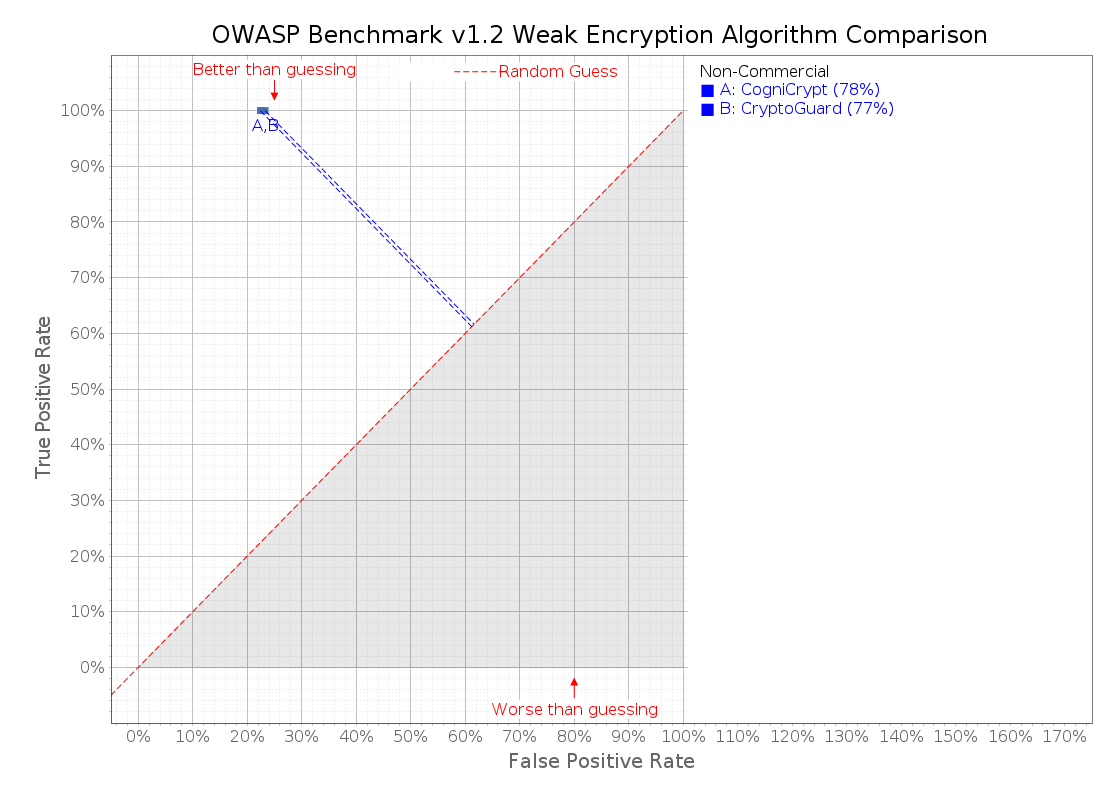 OWASP Benchmark v1.2 Weak Encryption Algorithm Comparison
Better than guessing
Random Guess
Non-Commercial
A: CogniCrypt (78%)
B: CryptoGuard (77%)
A,B
100%
90%
80%
70%
60%
50%
40%
30%
20%
10%
0%
True Positive Rate
Worse than guessing
0% 10% 20% 30% 40% 50% 60% 70% 80% 90% 100% 110% 120% 130% 140% 150% 160% 170%
False Positive Rate